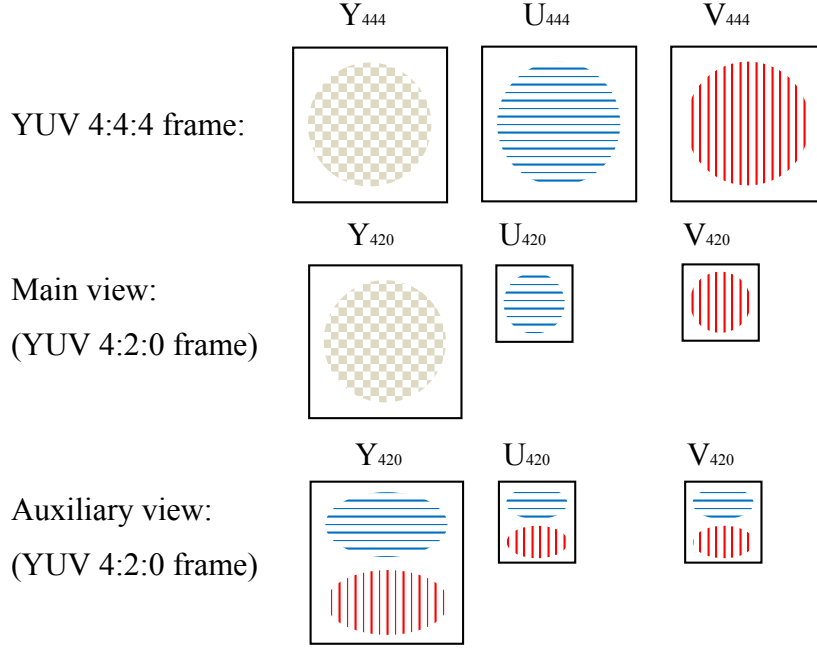 Y444 U444 V444
YUV 4:4:4 frame:
Y420 U420 V420
Main view:
(YUV 4:2:0 frame)
Y420 U420 V420
Auxiliary view:
(YUV 4:2:0 frame)